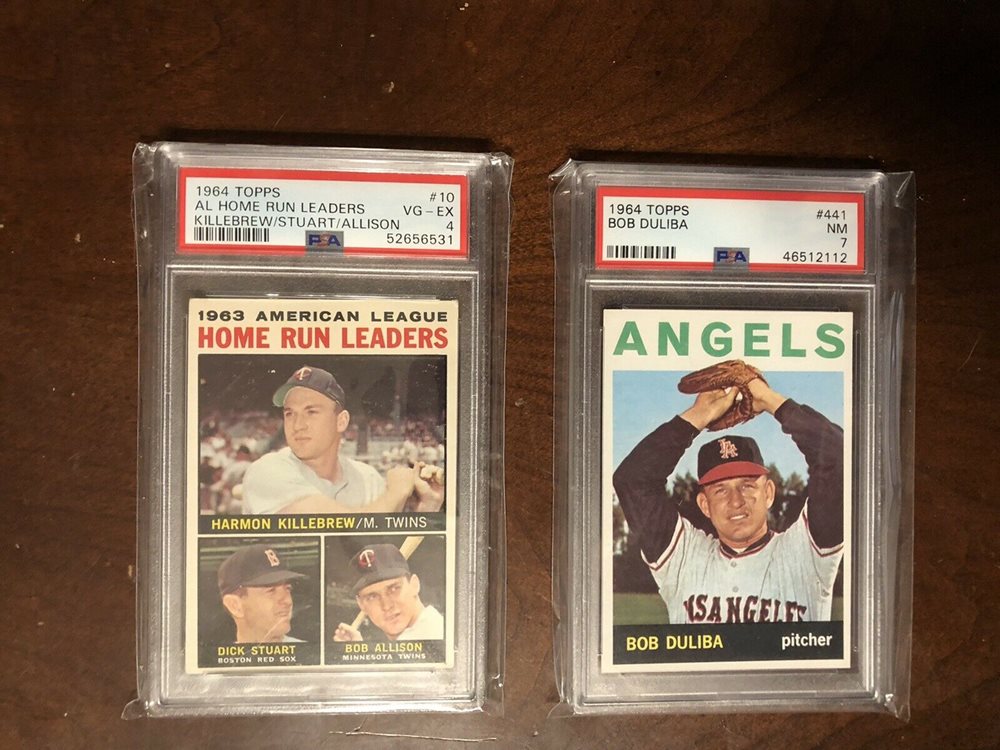 1964 TOPPS #10
AL HOME RUN LEADERS VG-EX
KILLEBREW/STUART/ALLISON 4
PSA 52656531
1963 AMERICAN LEAGUE
HOME RUN LEADERS
HARMON KILLEBREW/M. TWINS
DICK STUART
BOSTON RED SOX
BOB ALLISON
MINNESOTA TWINS
1964 TOPPS #441
BOB DULIBA NM
7
PSA 46512112
ANGELS
LA
BOB DULIBA pitcher